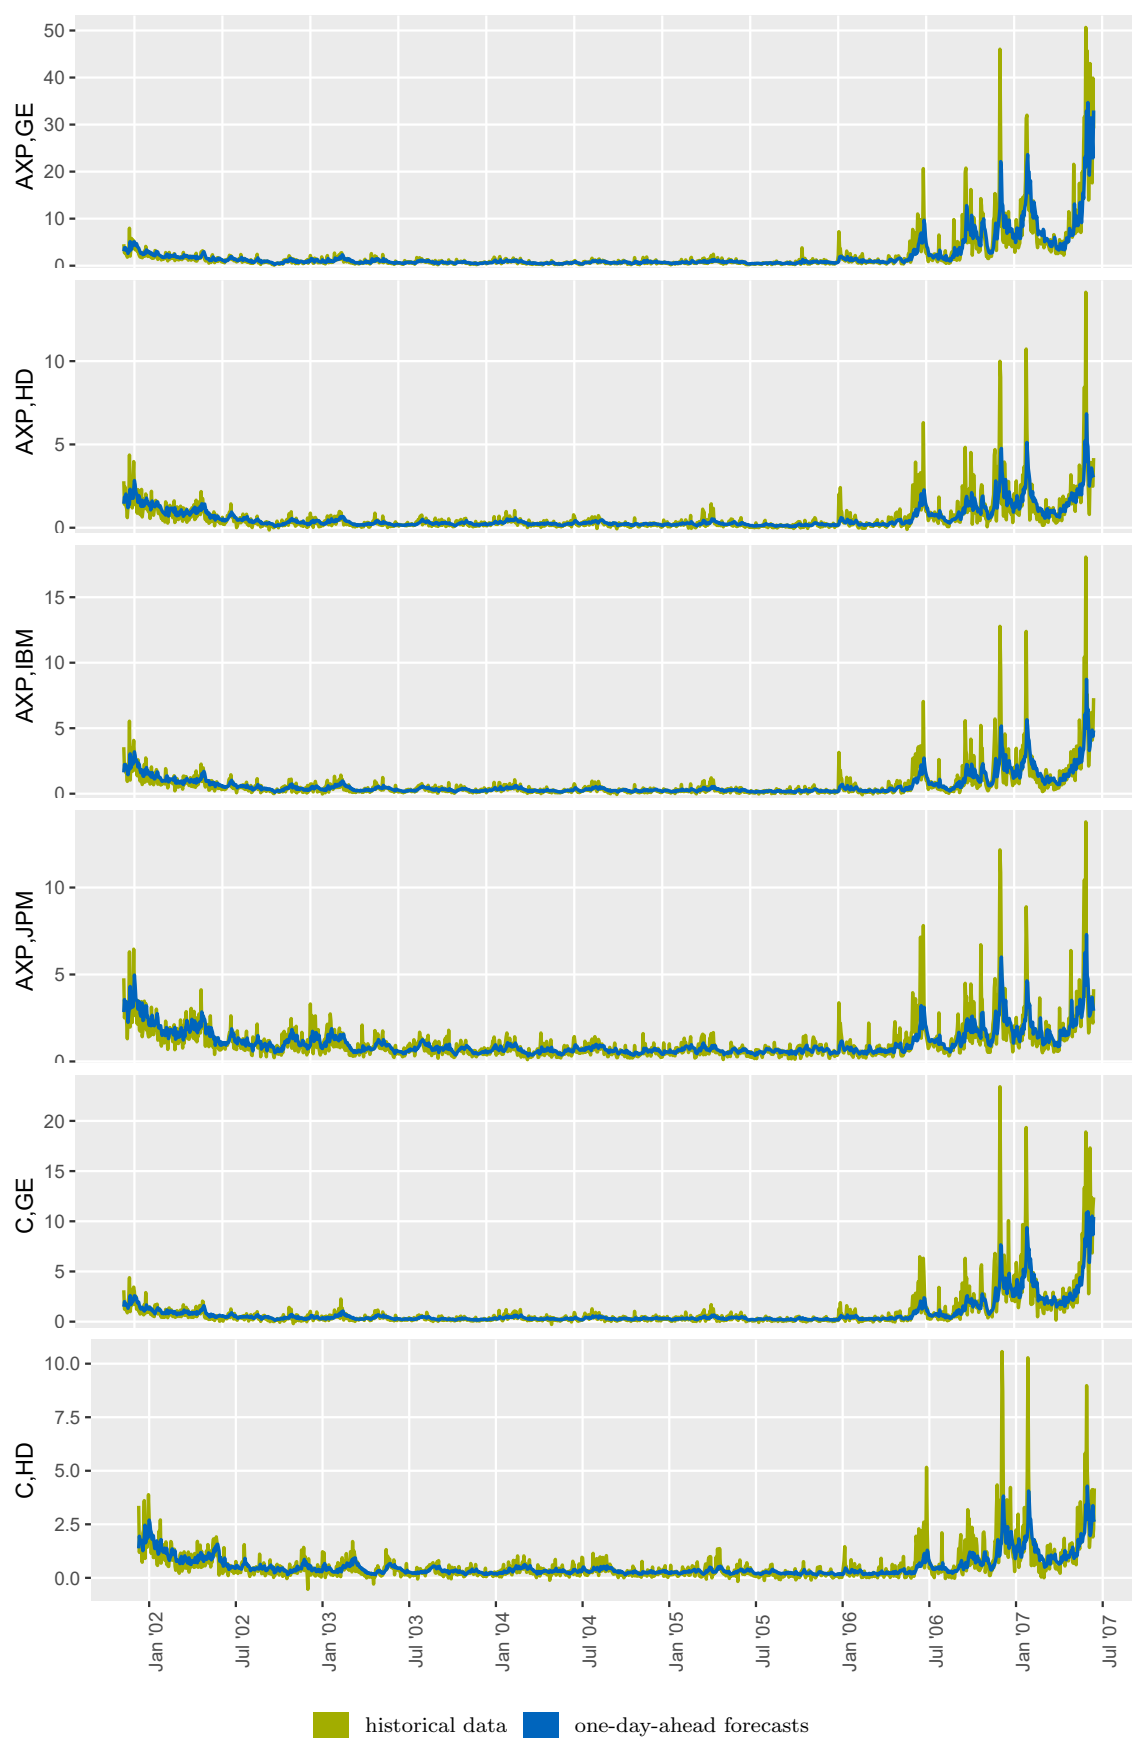 AXP,GE
50
40
30
20
10
0
AXP,HD
10
5
0
AXP,IBM
15
10
5
0
AXP,JPM
10
5
0
C,GE
20
15
10
5
0
C,HD
10.0
7.5
5.0
2.5
0.0
Jan '02
Jul '02
Jan '03
Jul '03
Jan '04
Jul '04
Jan '05
Jul '05
Jan '06
Jul '06
Jan '07
Jul '07
historical data
one-day-ahead forecasts